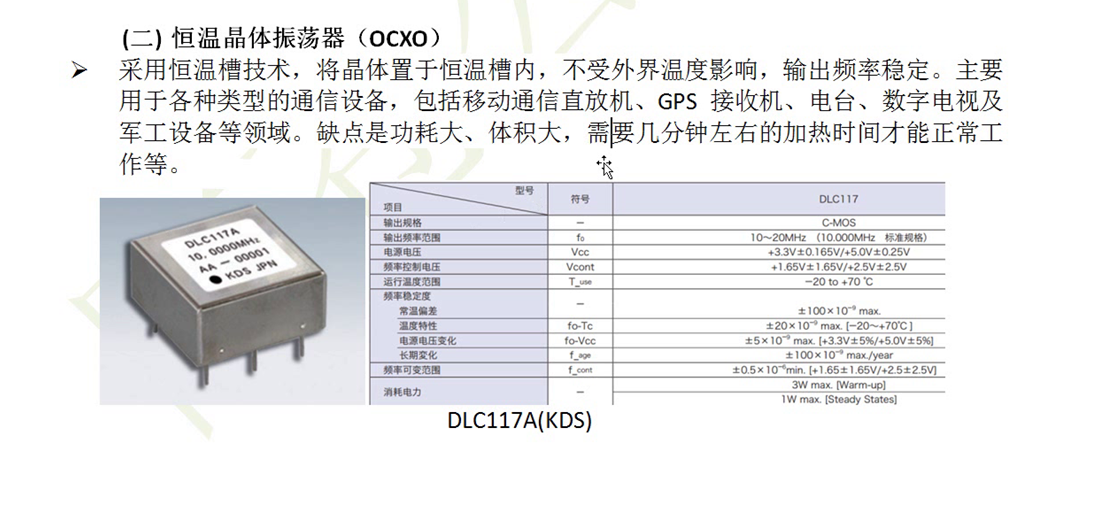 (二) 恒温晶体振荡器（OCXO）
➢ 采用恒温槽技术，将晶体置于恒温槽内，不受外界温度影响，输出频率稳定。主要
用于各种类型的通信设备，包括移动通信直放机、GPS 接收机、电台、数字电视及
军工设备等领域。缺点是功耗大、体积大，需要几分钟左右的加热时间才能正常工
作等。
DLC117A
10.0000MHz
AA－00001
KDS JPN
型号
项目 符号 DLC117
输出规格 － C-MOS
输出频率范围 fo 10～20MHz （10.000MHz 标准规格）
电源电压 Vcc +3.3V±0.165V/+5.0V±0.25V
频率控制电压 Vcont +1.65V±1.65V/+2.5V±2.5V
运行温度范围 T_use －20 to +70 ℃
频率稳定度 －
常温偏差 ±100×10⁻⁹ max.
温度特性 fo-Tc ±20×10⁻⁹ max. [－20～+70℃]
电源电压变化 fo-Vcc ±5×10⁻⁹ max. [+3.3V±5%/+5.0V±5%]
长期变化 f_age ±100×10⁻⁹ max./year
频率可变范围 f_cont ±0.5×10⁻⁶min. [+1.65±1.65V/+2.5±2.5V]
消耗电力 － 3W max. [Warm-up]
1W max. [Steady States]
DLC117A(KDS)